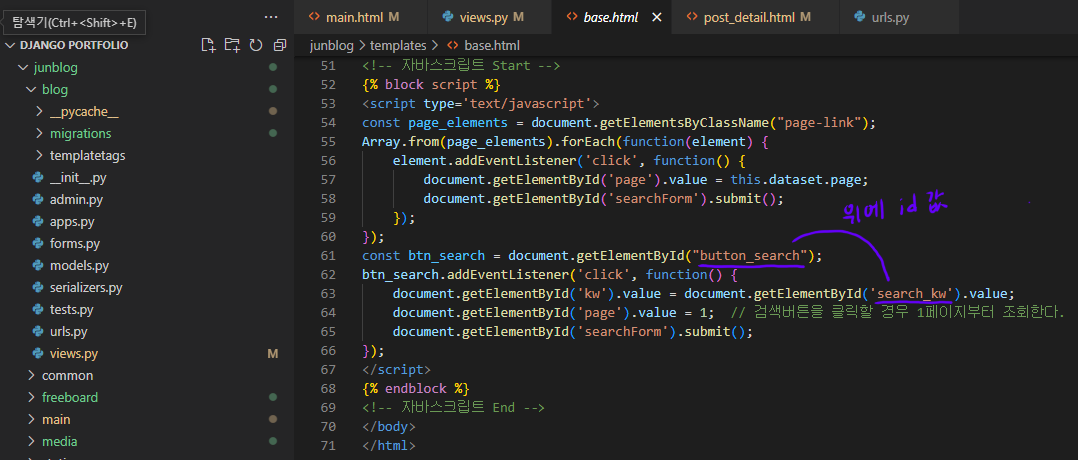 탐색기(Ctrl+<Shift>+E)
DJANGO PORTFOLIO
junblog
blog
__pycache__
migrations
templatetags
__init__.py
admin.py
apps.py
forms.py
models.py
serializers.py
tests.py
urls.py
views.py M
common
freeboard
main
media
main.html M
views.py M
base.html
post_detail.html M
urls.py
junblog > templates > base.html
51 <!-- 자바스크립트 Start -->
52 {% block script %}
53 <script type='text/javascript'>
54 const page_elements = document.getElementsByClassName("page-link");
55 Array.from(page_elements).forEach(function(element) {
56 element.addEventListener('click', function() {
57 document.getElementById('page').value = this.dataset.page;
58 document.getElementById('searchForm').submit();
59 });
위에 id 값
60 });
61 const btn_search = document.getElementById("button_search");
62 btn_search.addEventListener('click', function() {
63 document.getElementById('kw').value = document.getElementById('search_kw').value;
64 document.getElementById('page').value = 1; // 검색버튼을 클릭할 경우 1페이지부터 조회한다.
65 document.getElementById('searchForm').submit();
66 });
67 </script>
68 {% endblock %}
69 <!-- 자바스크립트 End -->
70 </body>
71 </html>